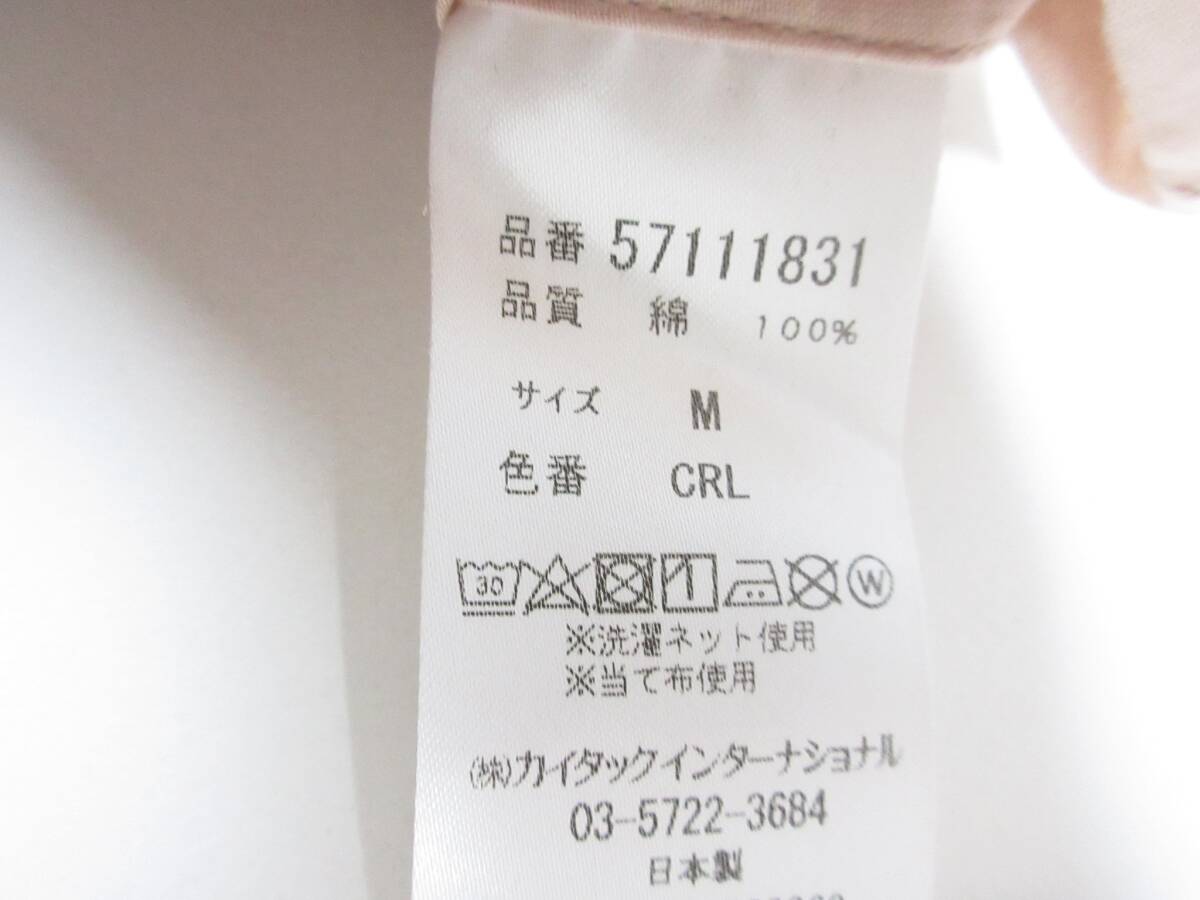 品番 57111831
品質 綿 100%
サイズ M
色番 CRL
30 W
※洗濯ネット使用
※当て布使用
㈱カイタックインターナショナル
03-5722-3684
日本製